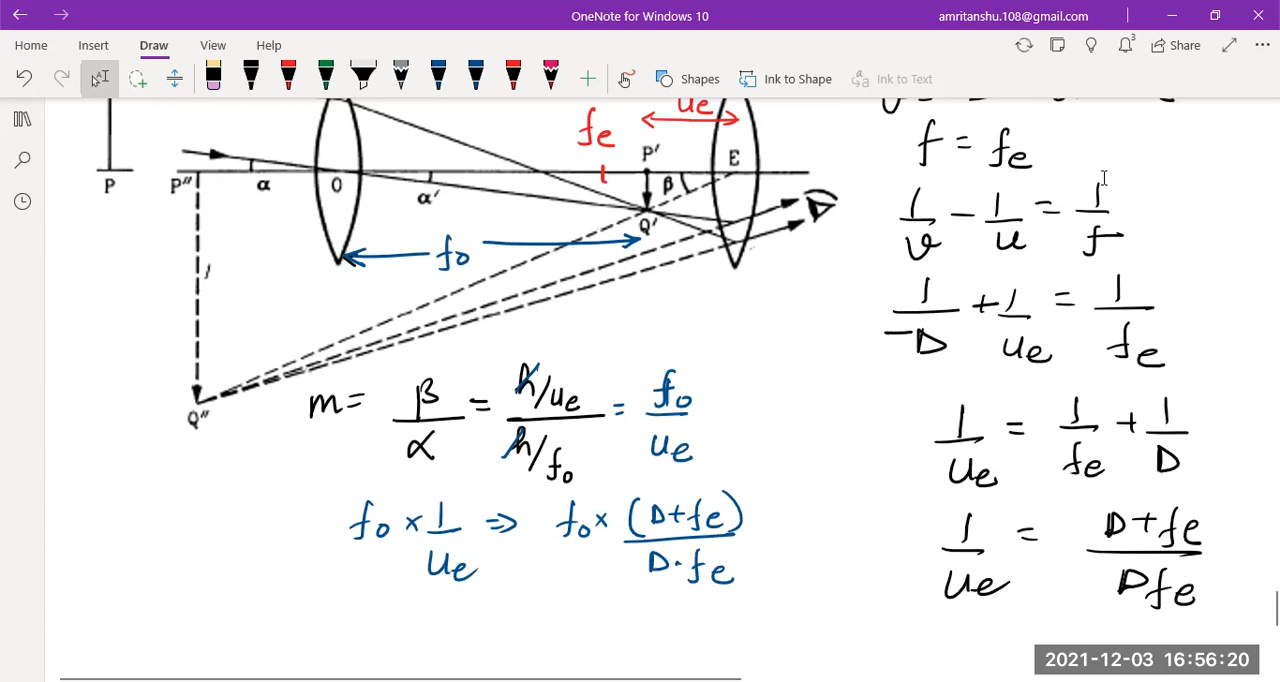 OneNote for Windows 10
amritanshu.108@gmail.com
Home Insert Draw View Help
3
Share
Shapes
Ink to Shape
Ink to Text
fe
ue
P'
E
P
P"
α
O
α'
β
Q'
fo
Q"
m = β/α = (h/ue)/(h/fo) = fo/ue
fo × 1/ue ⇒ fo × (D+fe)/D·fe
f = fe
1/v - 1/u = 1/f
1/-D + 1/ue = 1/fe
1/ue = 1/fe + 1/D
1/ue = D+fe/Dfe
2021-12-03 16:56:20